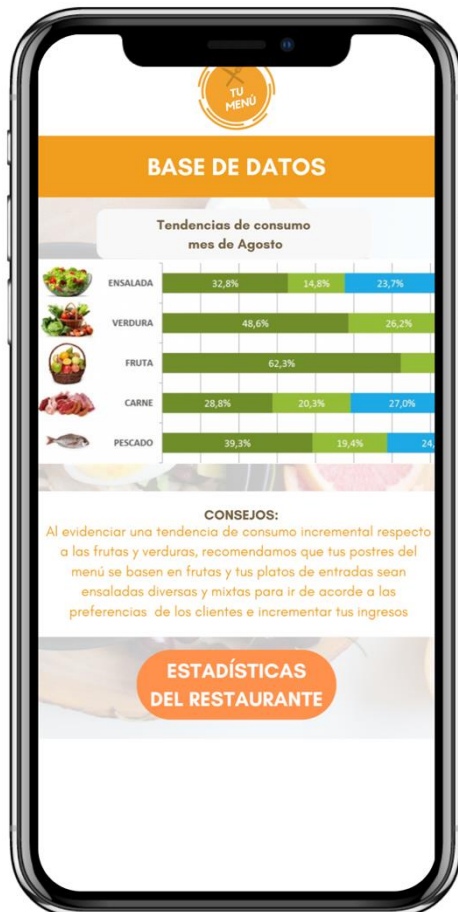 TU
MENÚ
BASE DE DATOS
Tendencias de consumo
mes de Agosto
ENSALADA 32,8% 14,8% 23,7%
VERDURA 48,6% 26,2%
FRUTA 62,3%
CARNE 28,8% 20,3% 27,0%
PESCADO 39,3% 19,4% 24,
CONSEJOS:
Al evidenciar una tendencia de consumo incremental respecto
a las frutas y verduras, recomendamos que tus postres del
menú se basen en frutas y tus platos de entradas sean
ensaladas diversas y mixtas para ir de acorde a las
preferencias de los clientes e incrementar tus ingresos
ESTADÍSTICAS
DEL RESTAURANTE